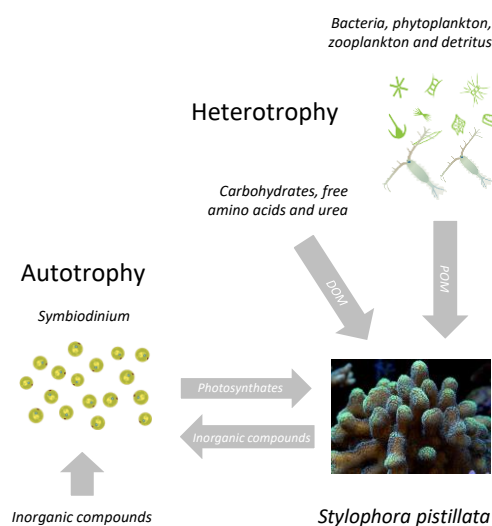 Bacteria, phytoplankton,
zooplankton and detritus
Heterotrophy
Carbohydrates, free
amino acids and urea
DOM
POM
Autotrophy
Symbiodinium
Photosynthates
Inorganic compounds
Inorganic compounds
Stylophora pistillata